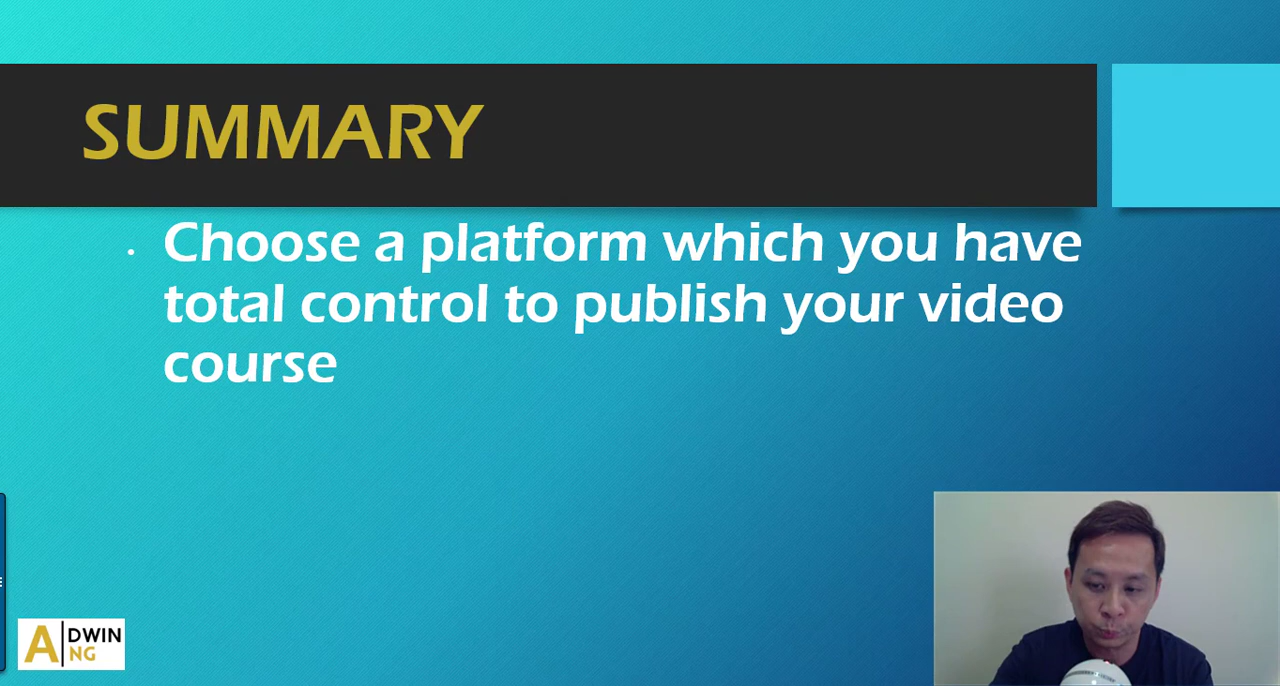 SUMMARY
• Choose a platform which you have
total control to publish your video
course
A|DWIN
NG